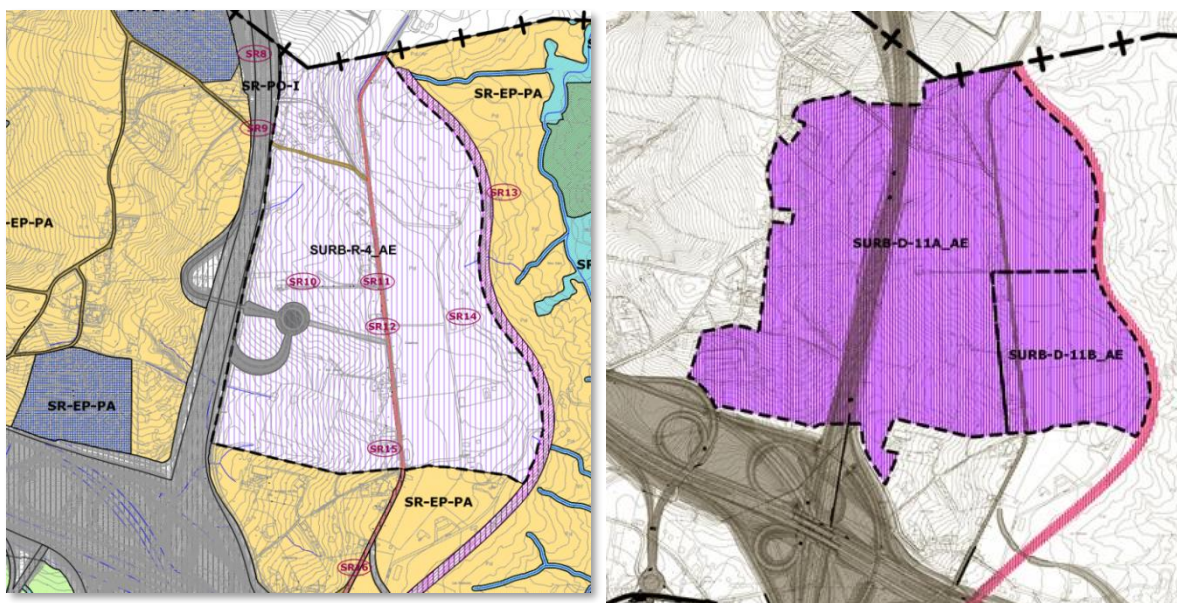 SR8
SR-PO-I
SR-EP-PA
SR9
SR13
-EP-PA
SURB-R-4_AE
SR10
SR11
SR12
SR14
SR-EP-PA
SR15
SR-EP-PA
SR16
SURB-D-11A_AE
SURB-D-11B_AE